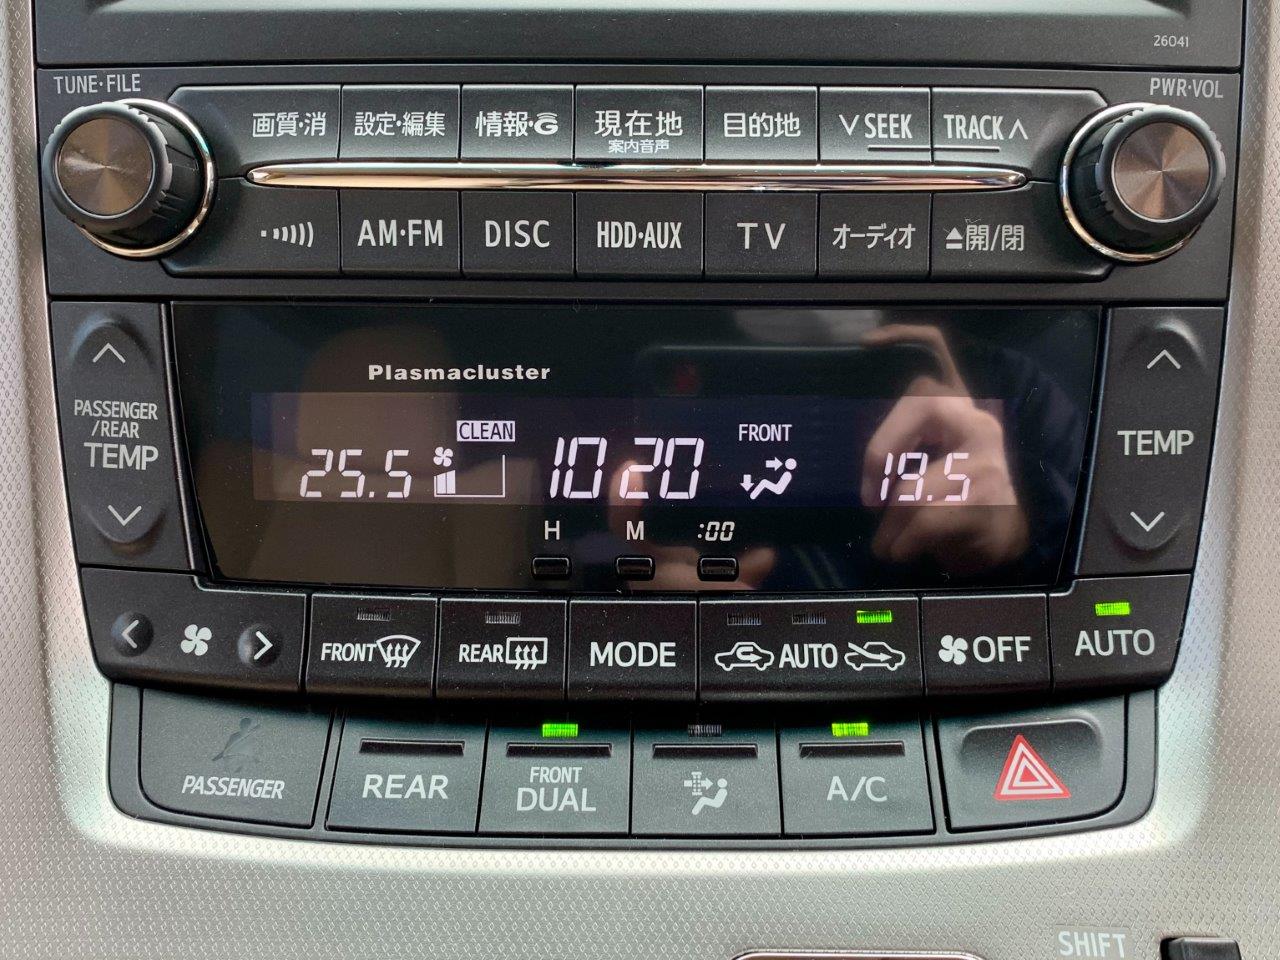 26041
TUNE·FILE
PWR·VOL
画質·消 設定·編集 情報·G 現在地 目的地 ∨SEEK TRACK∧
案内音声
AM·FM DISC HDD·AUX TV オーディオ ▲開/閉
Plasmacluster
CLEAN
FRONT
25.5 10 20 19.5
H M :00
PASSENGER
/REAR
TEMP
TEMP
FRONT REAR MODE AUTO OFF AUTO
PASSENGER REAR FRONT
DUAL
A/C
SHIFT